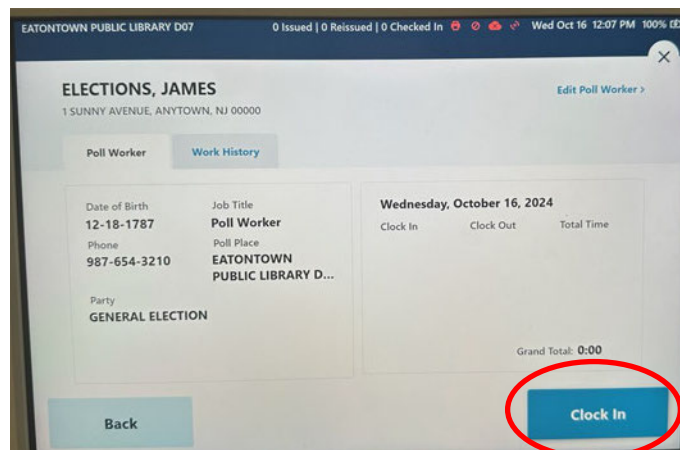 EATONTOWN PUBLIC LIBRARY D07 0 Issued | 0 Reissued | 0 Checked In Wed Oct 16 12:07 PM 100%
ELECTIONS, JAMES
Edit Poll Worker >
1 SUNNY AVENUE, ANYTOWN, NJ 00000
Poll Worker Work History
Date of Birth Job Title
12-18-1787 Poll Worker
Phone Poll Place
987-654-3210 EATONTOWN
PUBLIC LIBRARY D...
Party
GENERAL ELECTION
Wednesday, October 16, 2024
Clock In Clock Out Total Time
Grand Total: 0:00
Back
Clock In